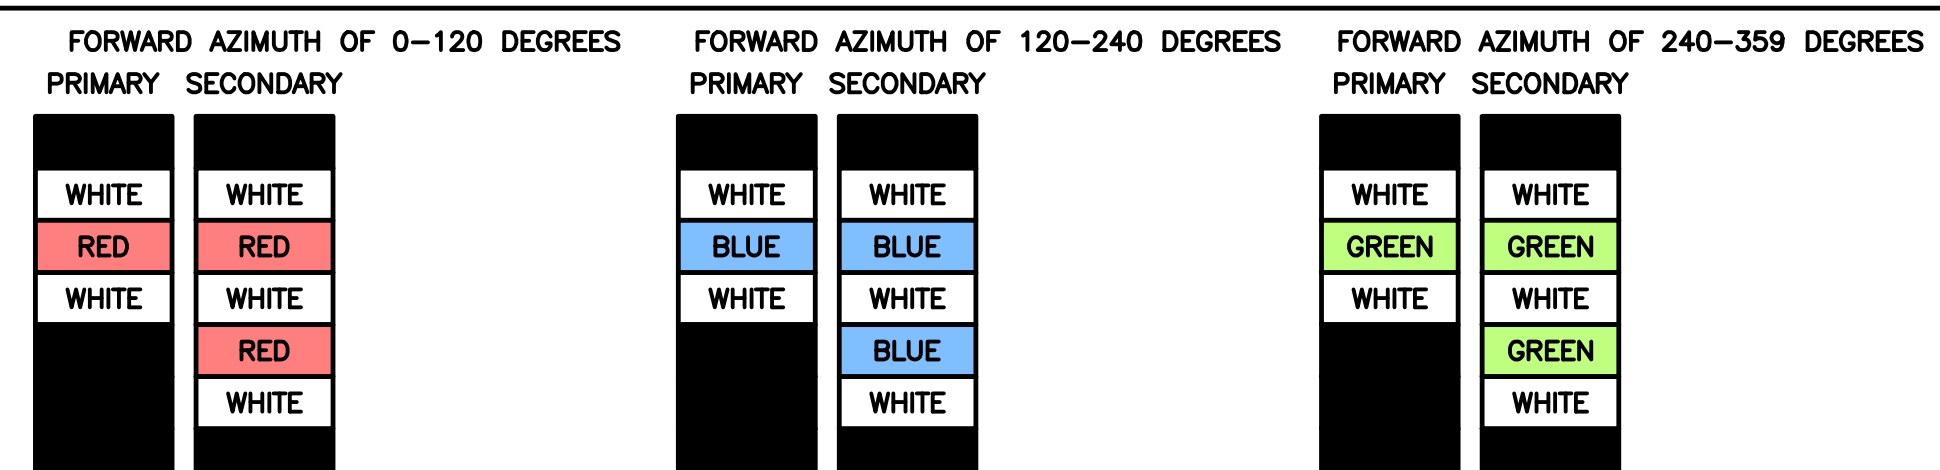 FORWARD AZIMUTH OF 0-120 DEGREES
PRIMARY SECONDARY
WHITE WHITE
RED RED
WHITE WHITE
RED
WHITE
FORWARD AZIMUTH OF 120-240 DEGREES
PRIMARY SECONDARY
WHITE WHITE
BLUE BLUE
WHITE WHITE
BLUE
WHITE
FORWARD AZIMUTH OF 240-359 DEGREES
PRIMARY SECONDARY
WHITE WHITE
GREEN GREEN
WHITE WHITE
GREEN
WHITE